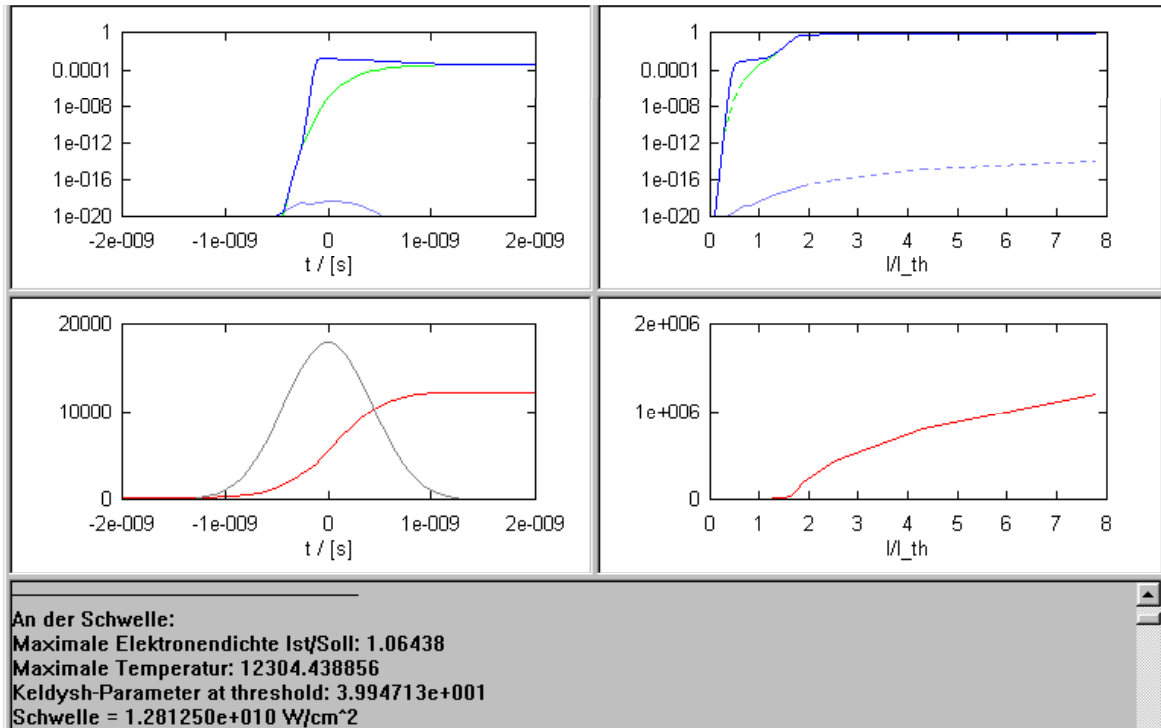 1
0.0001
1e-008
1e-012
1e-016
1e-020
-2e-009 -1e-009 0 1e-009 2e-009
t / [s]
1
0.0001
1e-008
1e-012
1e-016
1e-020
0 1 2 3 4 5 6 7 8
I/I_th
20000
10000
0
-2e-009 -1e-009 0 1e-009 2e-009
t / [s]
2e+006
1e+006
0
0 1 2 3 4 5 6 7 8
I/I_th
An der Schwelle:
Maximale Elektronendichte Ist/Soll: 1.06438
Maximale Temperatur: 12304.438856
Keldysh-Parameter at threshold: 3.994713e+001
Schwelle = 1.281250e+010 W/cm^2